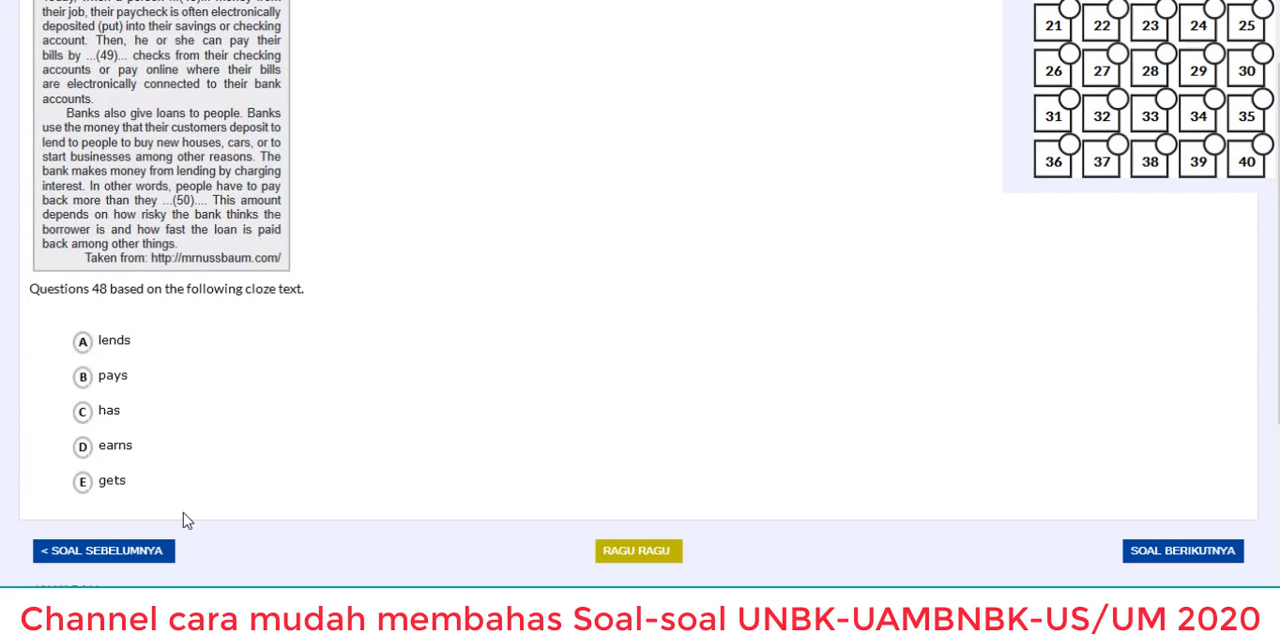 their job, their paycheck is often electronically
deposited (put) into their savings or checking
account. Then, he or she can pay their
bills by ...(49)... checks from their checking
accounts or pay online where their bills
are electronically connected to their bank
accounts.
Banks also give loans to people. Banks
use the money that their customers deposit to
lend to people to buy new houses, cars, or to
start businesses among other reasons. The
bank makes money from lending by charging
interest. In other words, people have to pay
back more than they ...(50).... This amount
depends on how risky the bank thinks the
borrower is and how fast the loan is paid
back among other things.
Taken from: http://mrnussbaum.com/
Questions 48 based on the following cloze text.
A lends
B pays
C has
D earns
E gets
21 22 23 24 25
26 27 28 29 30
31 32 33 34 35
36 37 38 39 40
< SOAL SEBELUMNYA
RAGU RAGU
SOAL BERIKUTNYA
Channel cara mudah membahas Soal-soal UNBK-UAMBNBK-US/UM 2020